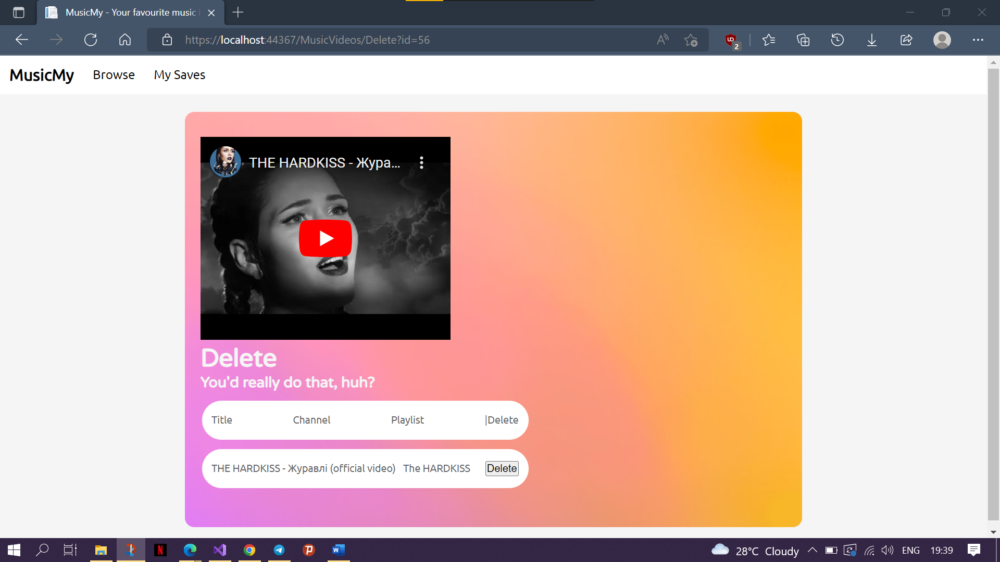 MusicMy - Your favourite music i
https://localhost:44367/MusicVideos/Delete?id=56
2
MusicMy Browse My Saves
THE HARDKISS - Жура...
Delete
You'd really do that, huh?
Title Channel Playlist |Delete
THE HARDKISS - Журавлі (official video) The HARDKISS Delete
28°C Cloudy ENG 19:39